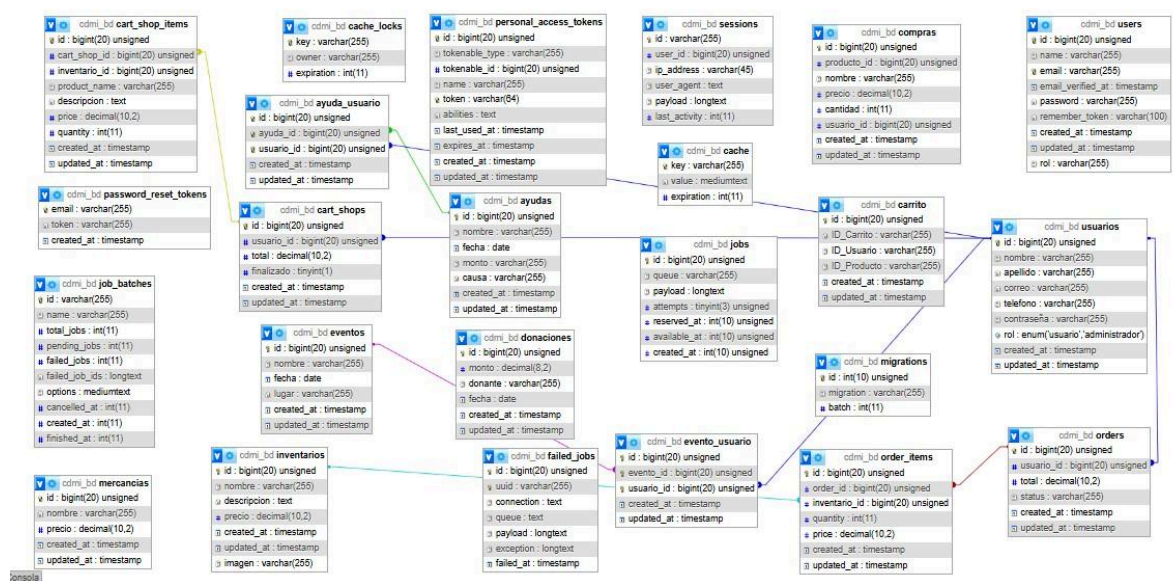 cdmi_bd cart_shop_items
id : bigint(20) unsigned
cart_shop_id : bigint(20) unsigned
inventario_id : bigint(20) unsigned
product_name : varchar(255)
descripcion : text
price : decimal(10,2)
quantity : int(11)
created_at : timestamp
updated_at : timestamp
cdmi_bd cache_locks
key : varchar(255)
owner : varchar(255)
expiration : int(11)
cdmi_bd personal_access_tokens
id : bigint(20) unsigned
tokenable_type : varchar(255)
tokenable_id : bigint(20) unsigned
name : varchar(255)
token : varchar(64)
abilities : text
last_used_at : timestamp
expires_at : timestamp
created_at : timestamp
updated_at : timestamp
cdmi_bd sessions
id : varchar(255)
user_id : bigint(20) unsigned
ip_address : varchar(45)
user_agent : text
payload : longtext
last_activity : int(11)
cdmi_bd compras
id : bigint(20) unsigned
producto_id : bigint(20) unsigned
nombre : varchar(255)
precio : decimal(10,2)
cantidad : int(11)
usuario_id : bigint(20) unsigned
created_at : timestamp
updated_at : timestamp
cdmi_bd users
id : bigint(20) unsigned
name : varchar(255)
email : varchar(255)
email_verified_at : timestamp
password : varchar(255)
remember_token : varchar(100)
created_at : timestamp
updated_at : timestamp
rol : varchar(255)
cdmi_bd ayuda_usuario
id : bigint(20) unsigned
ayuda_id : bigint(20) unsigned
usuario_id : bigint(20) unsigned
created_at : timestamp
updated_at : timestamp
cdmi_bd cache
key : varchar(255)
value : mediumtext
expiration : int(11)
cdmi_bd password_reset_tokens
email : varchar(255)
token : varchar(255)
created_at : timestamp
cdmi_bd cart_shops
id : bigint(20) unsigned
usuario_id : bigint(20) unsigned
total : decimal(10,2)
finalizado : tinyint(1)
created_at : timestamp
updated_at : timestamp
cdmi_bd ayudas
id : bigint(20) unsigned
nombre : varchar(255)
fecha : date
monto : varchar(255)
causa : varchar(255)
created_at : timestamp
updated_at : timestamp
cdmi_bd jobs
id : bigint(20) unsigned
queue : varchar(255)
payload : longtext
attempts : tinyint(3) unsigned
reserved_at : int(10) unsigned
available_at : int(10) unsigned
created_at : int(10) unsigned
cdmi_bd carrito
id : bigint(20) unsigned
ID_Carrito : varchar(255)
ID_Usuario : varchar(255)
ID_Producto : varchar(255)
created_at : timestamp
updated_at : timestamp
cdmi_bd usuarios
id : bigint(20) unsigned
nombre : varchar(255)
apellido : varchar(255)
correo : varchar(255)
telefono : varchar(255)
contraseña : varchar(255)
rol : enum('usuario','administrador')
created_at : timestamp
updated_at : timestamp
cdmi_bd job_batches
id : varchar(255)
name : varchar(255)
total_jobs : int(11)
pending_jobs : int(11)
failed_jobs : int(11)
failed_job_ids : longtext
options : mediumtext
cancelled_at : int(11)
created_at : int(11)
finished_at : int(11)
cdmi_bd eventos
id : bigint(20) unsigned
nombre : varchar(255)
fecha : date
lugar : varchar(255)
created_at : timestamp
updated_at : timestamp
cdmi_bd donaciones
id : bigint(20) unsigned
monto : decimal(8,2)
donante : varchar(255)
fecha : date
created_at : timestamp
updated_at : timestamp
cdmi_bd migrations
id : int(10) unsigned
migration : varchar(255)
batch : int(11)
cdmi_bd mercancias
id : bigint(20) unsigned
nombre : varchar(255)
precio : decimal(10,2)
created_at : timestamp
updated_at : timestamp
cdmi_bd inventarios
id : bigint(20) unsigned
nombre : varchar(255)
descripcion : text
precio : decimal(10,2)
created_at : timestamp
updated_at : timestamp
imagen : varchar(255)
cdmi_bd failed_jobs
id : bigint(20) unsigned
uuid : varchar(255)
connection : text
queue : text
payload : longtext
exception : longtext
failed_at : timestamp
cdmi_bd evento_usuario
id : bigint(20) unsigned
evento_id : bigint(20) unsigned
usuario_id : bigint(20) unsigned
created_at : timestamp
updated_at : timestamp
cdmi_bd order_items
id : bigint(20) unsigned
order_id : bigint(20) unsigned
inventario_id : bigint(20) unsigned
quantity : int(11)
price : decimal(10,2)
created_at : timestamp
updated_at : timestamp
cdmi_bd orders
id : bigint(20) unsigned
usuario_id : bigint(20) unsigned
total : decimal(10,2)
status : varchar(255)
created_at : timestamp
updated_at : timestamp
Consola